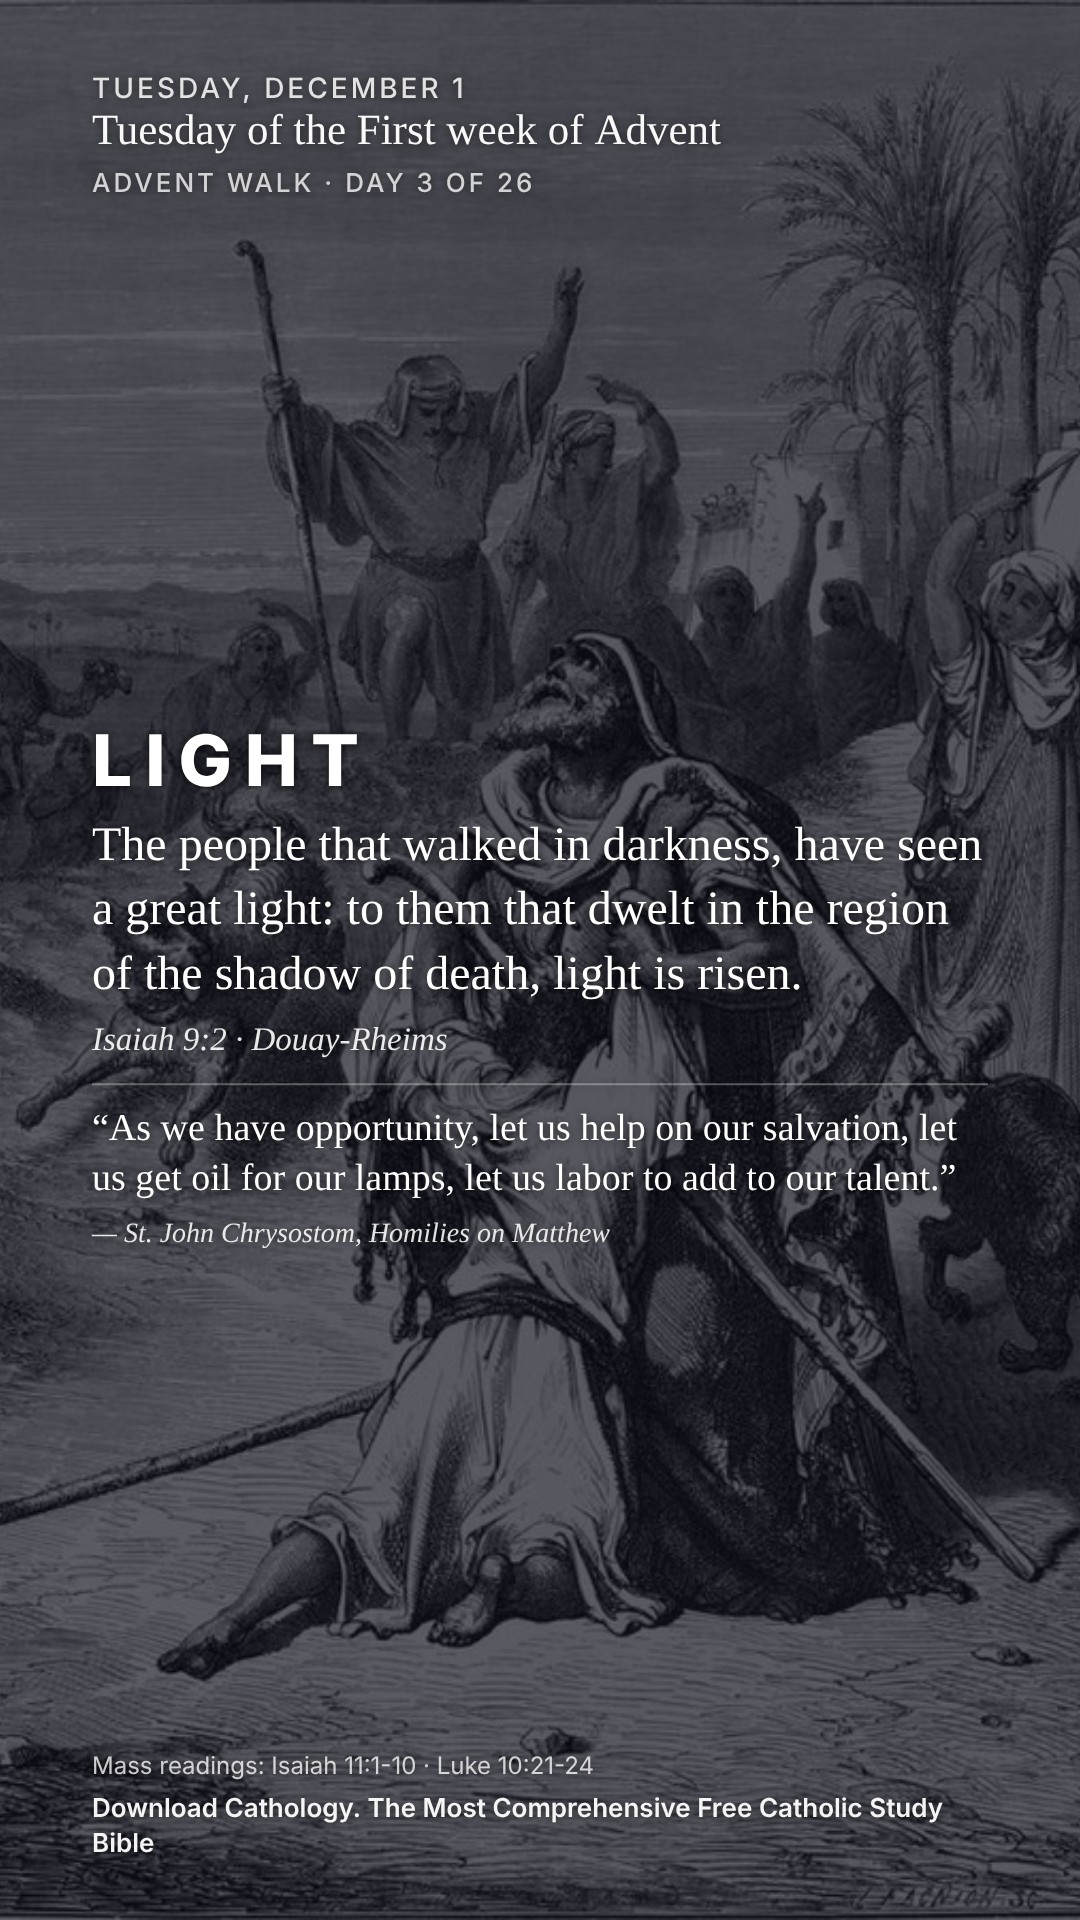 TUESDAY, DECEMBER 1
Tuesday of the First week of Advent
ADVENT WALK · DAY 3 OF 26
LIGHT
The people that walked in darkness, have seen
a great light: to them that dwelt in the region
of the shadow of death, light is risen.
Isaiah 9:2 · Douay-Rheims
“As we have opportunity, let us help on our salvation, let
us get oil for our lamps, let us labor to add to our talent.”
— St. John Chrysostom, Homilies on Matthew
Mass readings: Isaiah 11:1-10 · Luke 10:21-24
Download Cathology. The Most Comprehensive Free Catholic Study
Bible